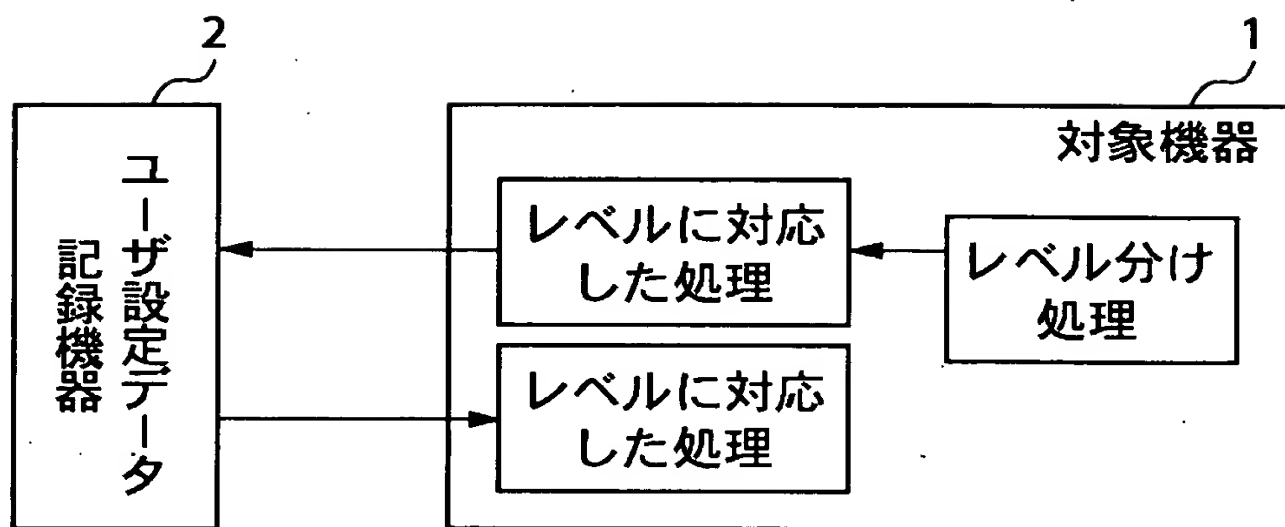 2
1
ユーザ設定データ
記録機器
対象機器
レベルに対応
した処理
レベル分け
処理
レベルに対応
した処理